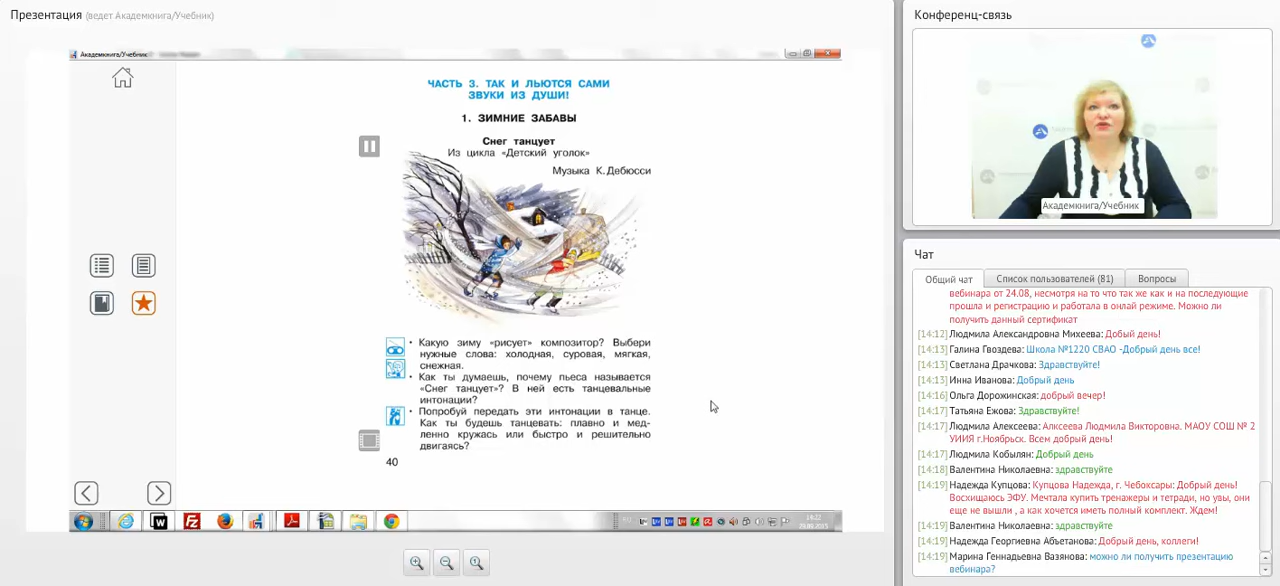 Презентация (ведет Академкнига/Учебник)
Академкнига/Учебник
ЧАСТЬ 3. ТАК И ЛЬЮТСЯ САМИ
ЗВУКИ ИЗ ДУШИ!
1. ЗИМНИЕ ЗАБАВЫ
Снег танцует
Из цикла «Детский уголок»
Музыка К. Дебюсси
• Какую зиму «рисует» композитор? Выбери
нужные слова: холодная, суровая, мягкая,
снежная.
• Как ты думаешь, почему пьеса называется
«Снег танцует»? В ней есть танцевальные
интонации?
• Попробуй передать эти интонации в танце.
Как ты будешь танцевать: плавно и мед-
ленно кружась или быстро и решительно
двигаясь?
40
Конференц-связь
Академкнига/Учебник
Чат
Общий чат
Список пользователей (81)
Вопросы
вебинара от 24.08, несмотря на то что так же как и на последующие
прошла и регистрацию и работала в онлай режиме. Можно ли
получить данный сертификат
[14:12] Людмила Александровна Михеева: Добый день!
[14:13] Галина Гвоздева: Школа №1220 СВАО -Добрый день все!
[14:13] Светлана Драчкова: Здравствуйте!
[14:13] Инна Иванова: Добрый день
[14:16] Ольга Дорожинская: добрый вечер!
[14:17] Татьяна Ежова: Здравствуйте!
[14:17] Людмила Алексеева: Алксеева Людмила Викторовна. МАОУ СОШ № 2
УИИЯ г.Ноябрьск. Всем добрый день!
[14:17] Людмила Кобылян: Добрый день
[14:18] Валентина Николаевна: здравствуйте
[14:19] Надежда Купцова: Купцова Надежда, г. Чебоксары: Добрый день!
Восхищаюсь ЭФУ. Мечтала купить тренажеры и тетради, но увы, они
еще не вышли , а как хочется иметь полный комплект. Ждем!
[14:19] Валентина Николаевна: здравствуйте
[14:19] Надежда Георгиевна Абъетанова: Добрый день, коллеги!
[14:19] Марина Геннадьевна Вазянова: можно ли получить презентацию
вебинара?